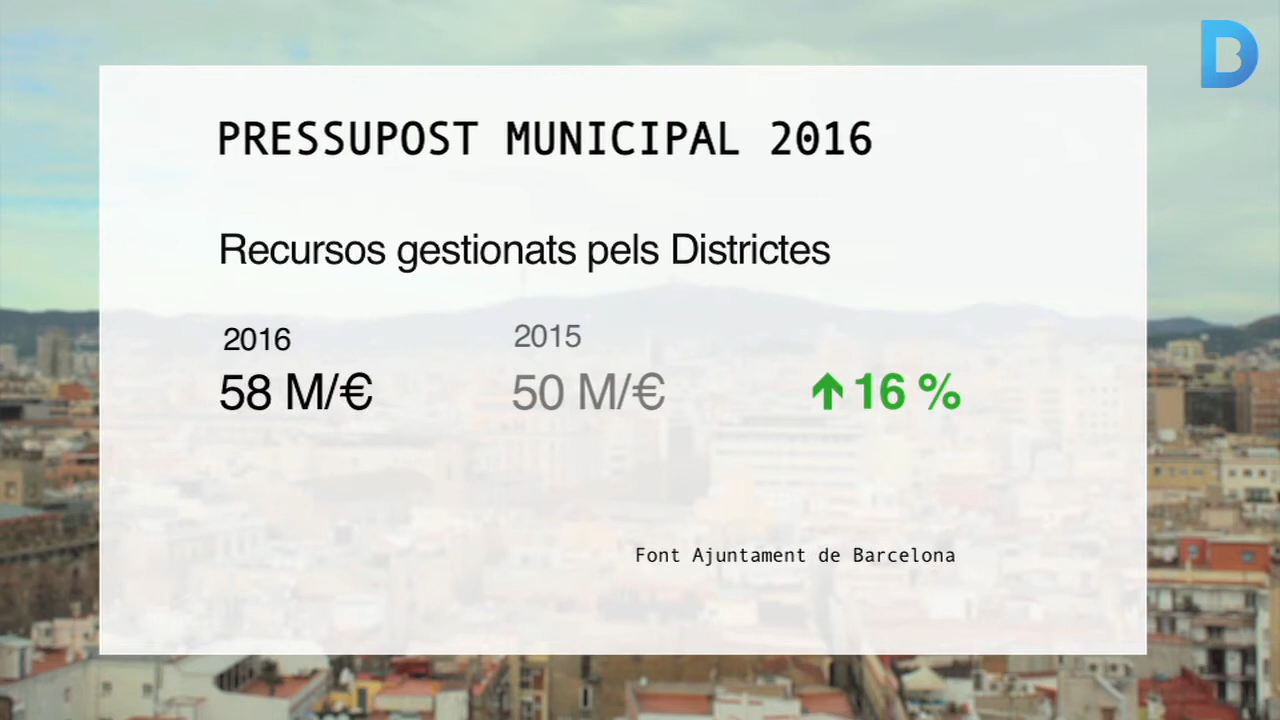 B
PRESSUPOST MUNICIPAL 2016
Recursos gestionats pels Districtes
2016 2015
58 M/€ 50 M/€ 16 %
Font Ajuntament de Barcelona